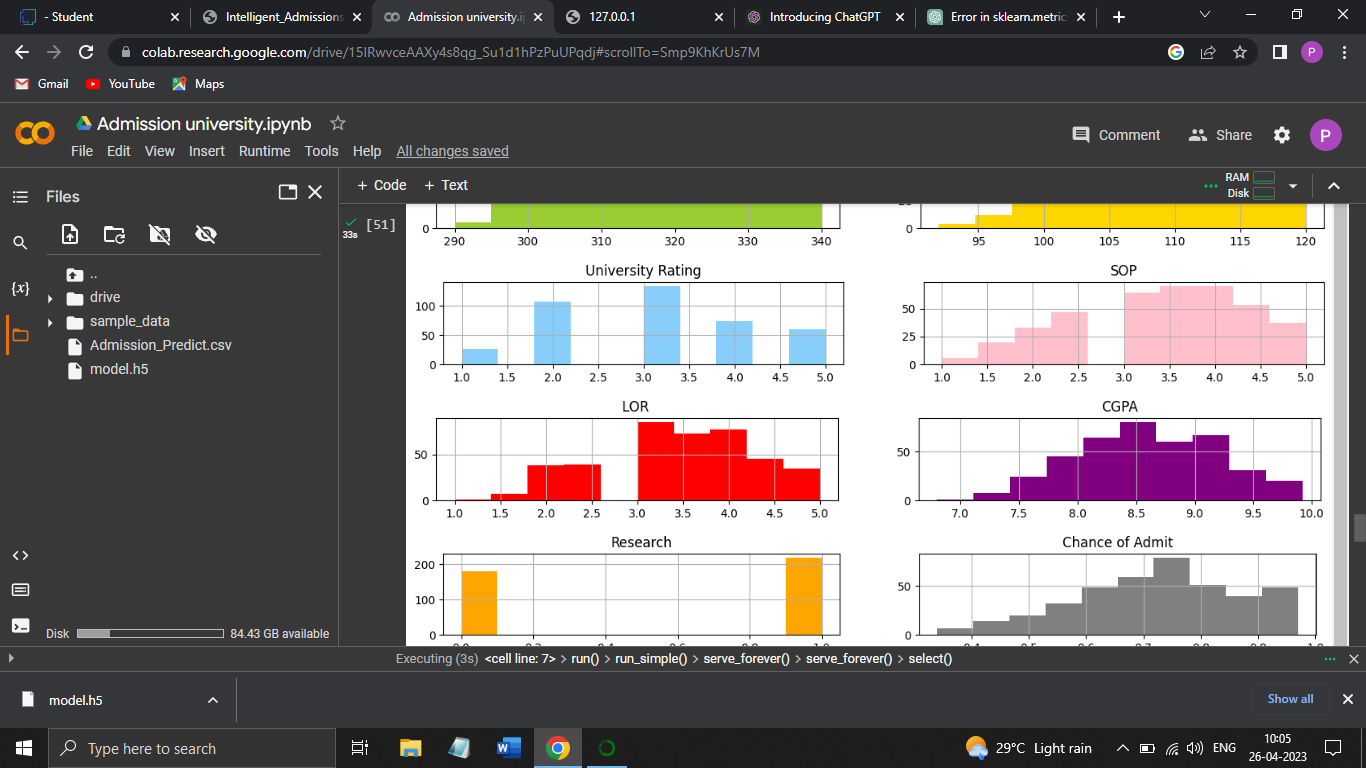 - Student
Intelligent_Admissions
Admission university.i
127.0.0.1
Introducing ChatGPT
Error in sklearn.metric
colab.research.google.com/drive/15IRwvceAAXy4s8qg_Su1d1hPzPuUPqdj#scrollTo=Smp9KhKrUs7M
P
Gmail
YouTube
Maps
Admission university.ipynb
File Edit View Insert Runtime Tools Help All changes saved
Comment
Share
P
Files
+ Code + Text
RAM
Disk
[51]
33s
..
drive
sample_data
Admission_Predict.csv
model.h5
{x}
Disk
84.43 GB available
0
290 300 310 320 330 340
0
95 100 105 110 115 120
University Rating
100
50
0
1.0 1.5 2.0 2.5 3.0 3.5 4.0 4.5 5.0
SOP
50
25
0
1.0 1.5 2.0 2.5 3.0 3.5 4.0 4.5 5.0
LOR
50
0
1.0 1.5 2.0 2.5 3.0 3.5 4.0 4.5 5.0
CGPA
50
0
7.0 7.5 8.0 8.5 9.0 9.5 10.0
Research
200
100
0
Chance of Admit
50
0
Executing (3s) <cell line: 7> > run() > run_simple() > serve_forever() > serve_forever() > select()
model.h5
Show all
Type here to search
29°C Light rain
ENG
10:05
26-04-2023